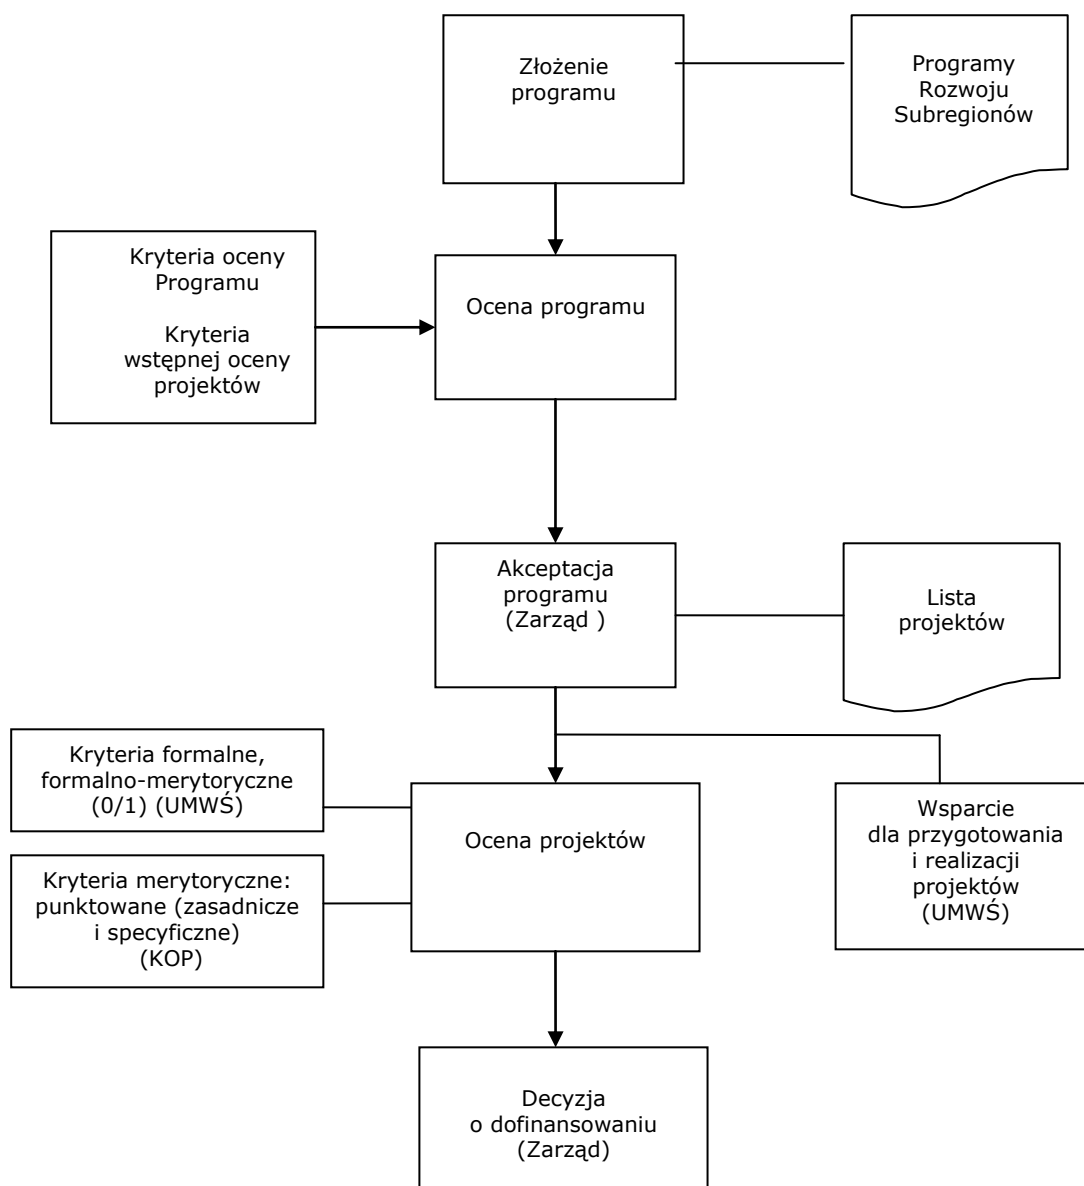 Złożenie
programu
Programy
Rozwoju
Subregionów
Kryteria oceny
Programu
Kryteria
wstępnej oceny
projektów
Ocena programu
Akceptacja
programu
(Zarząd )
Lista
projektów
Kryteria formalne,
formalno-merytoryczne
(0/1) (UMWŚ)
Kryteria merytoryczne:
punktowane (zasadnicze
i specyficzne)
(KOP)
Ocena projektów
Wsparcie
dla przygotowania
i realizacji
projektów
(UMWŚ)
Decyzja
o dofinansowaniu
(Zarząd)